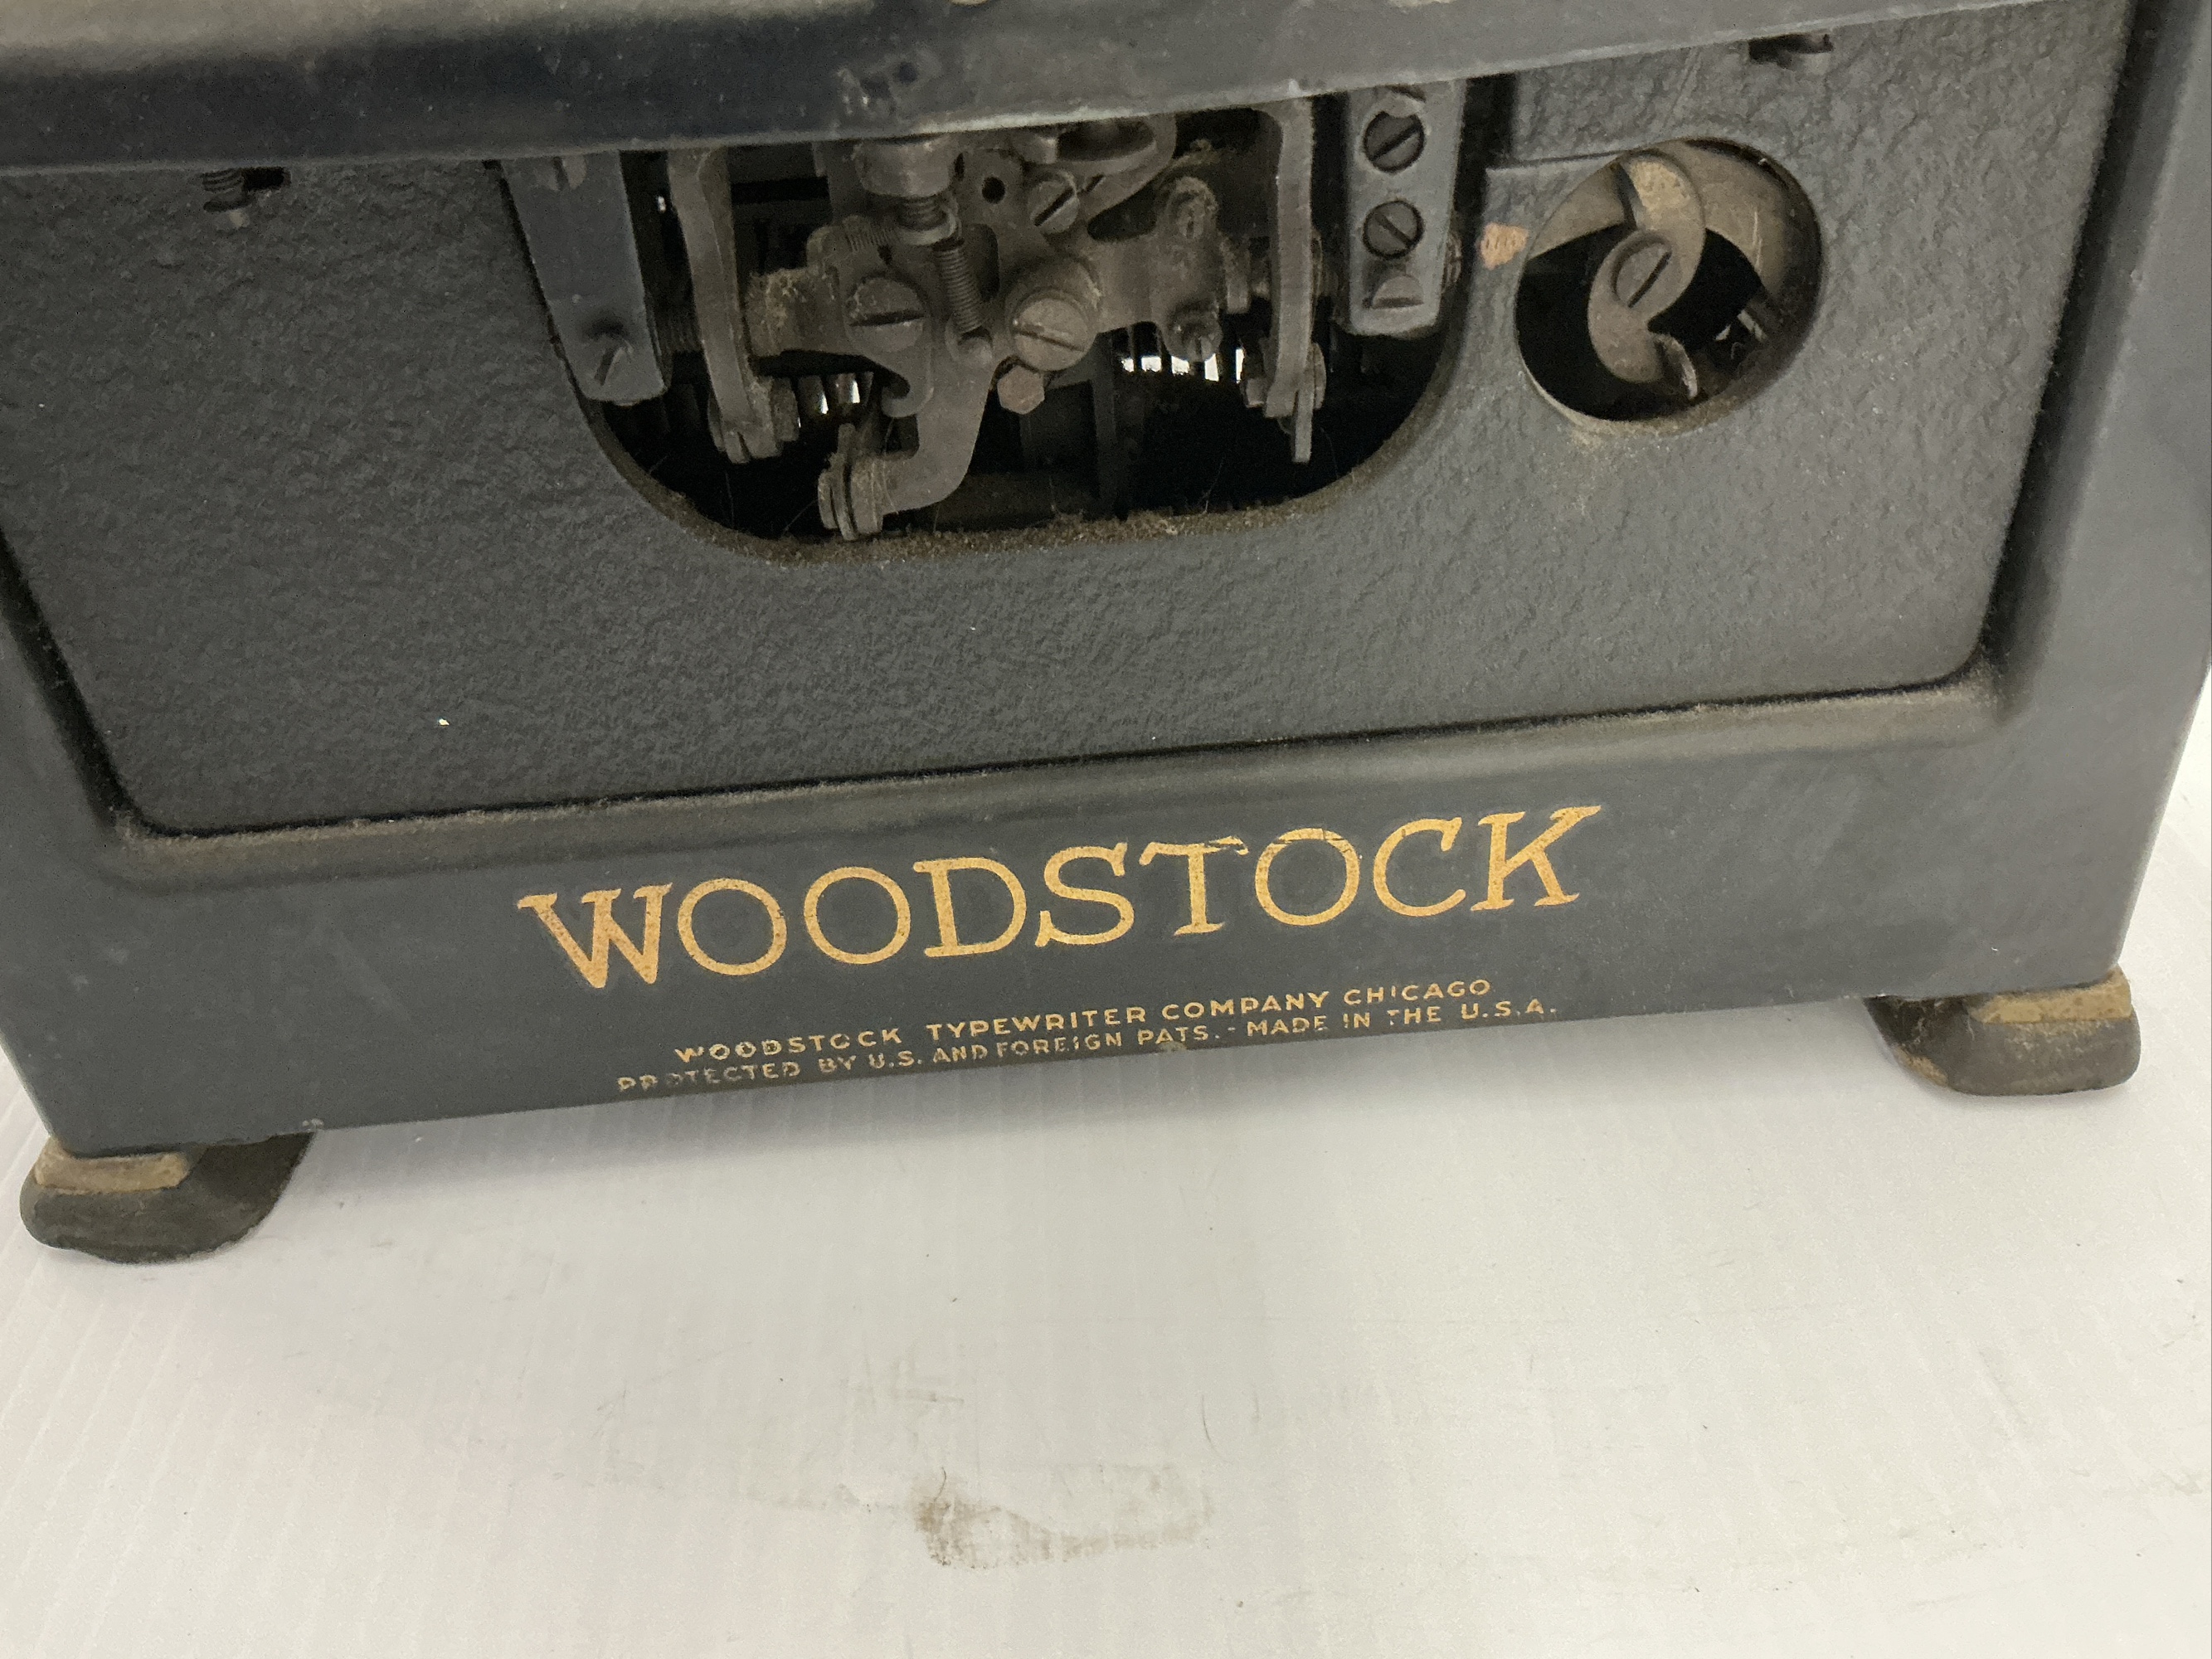 WOODSTOCK
WOODSTOCK TYPEWRITER COMPANY CHICAGO
PROTECTED BY U.S. AND FOREIGN PATS. - MADE IN THE U.S.A.